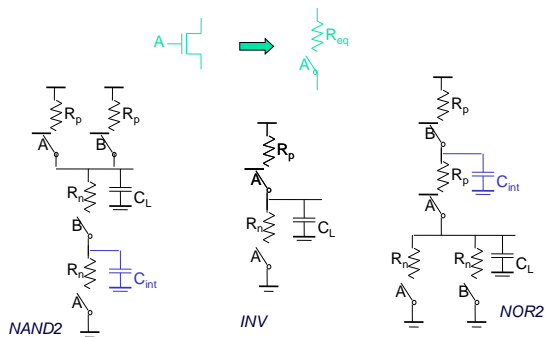 A
R_eq
A
R_p
R_p
A
B
R_n
C_L
B
R_n
C_int
A
NAND2
R_p
A
R_n
C_L
A
INV
R_p
B
R_p
C_int
A
R_n
R_n
C_L
A
B
NOR2